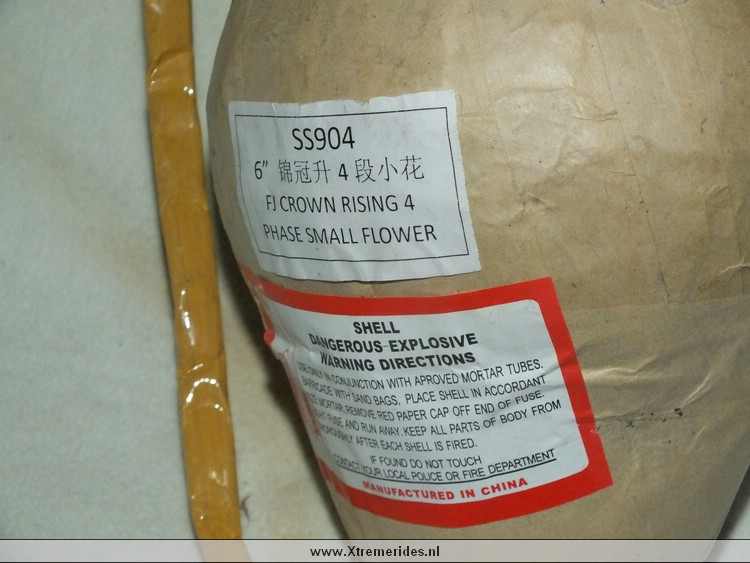 SS904
6" 锦冠升 4 段小花
FJ CROWN RISING 4
PHASE SMALL FLOWER
SHELL
DANGEROUS-EXPLOSIVE
WARNING DIRECTIONS
ONLY IN CONJUNCTION WITH APROVED MORTAR TUBES.
BARRICADE WITH SAND BAGS. PLACE SHELL IN ACCORDANT
MORTAR, REMOVE RED PAPER CAP OFF END OF FUSE.
FUSE AND RUN AWAY. KEEP ALL PARTS OF BODY FROM
AFTER EACH SHELL IS FIRED.
IF FOUND DO NOT TOUCH
CONTACT YOUR LOCAL POLICE OR FIRE DEPARTMENT
MANUFACTURED IN CHINA
www.Xtremerides.nl